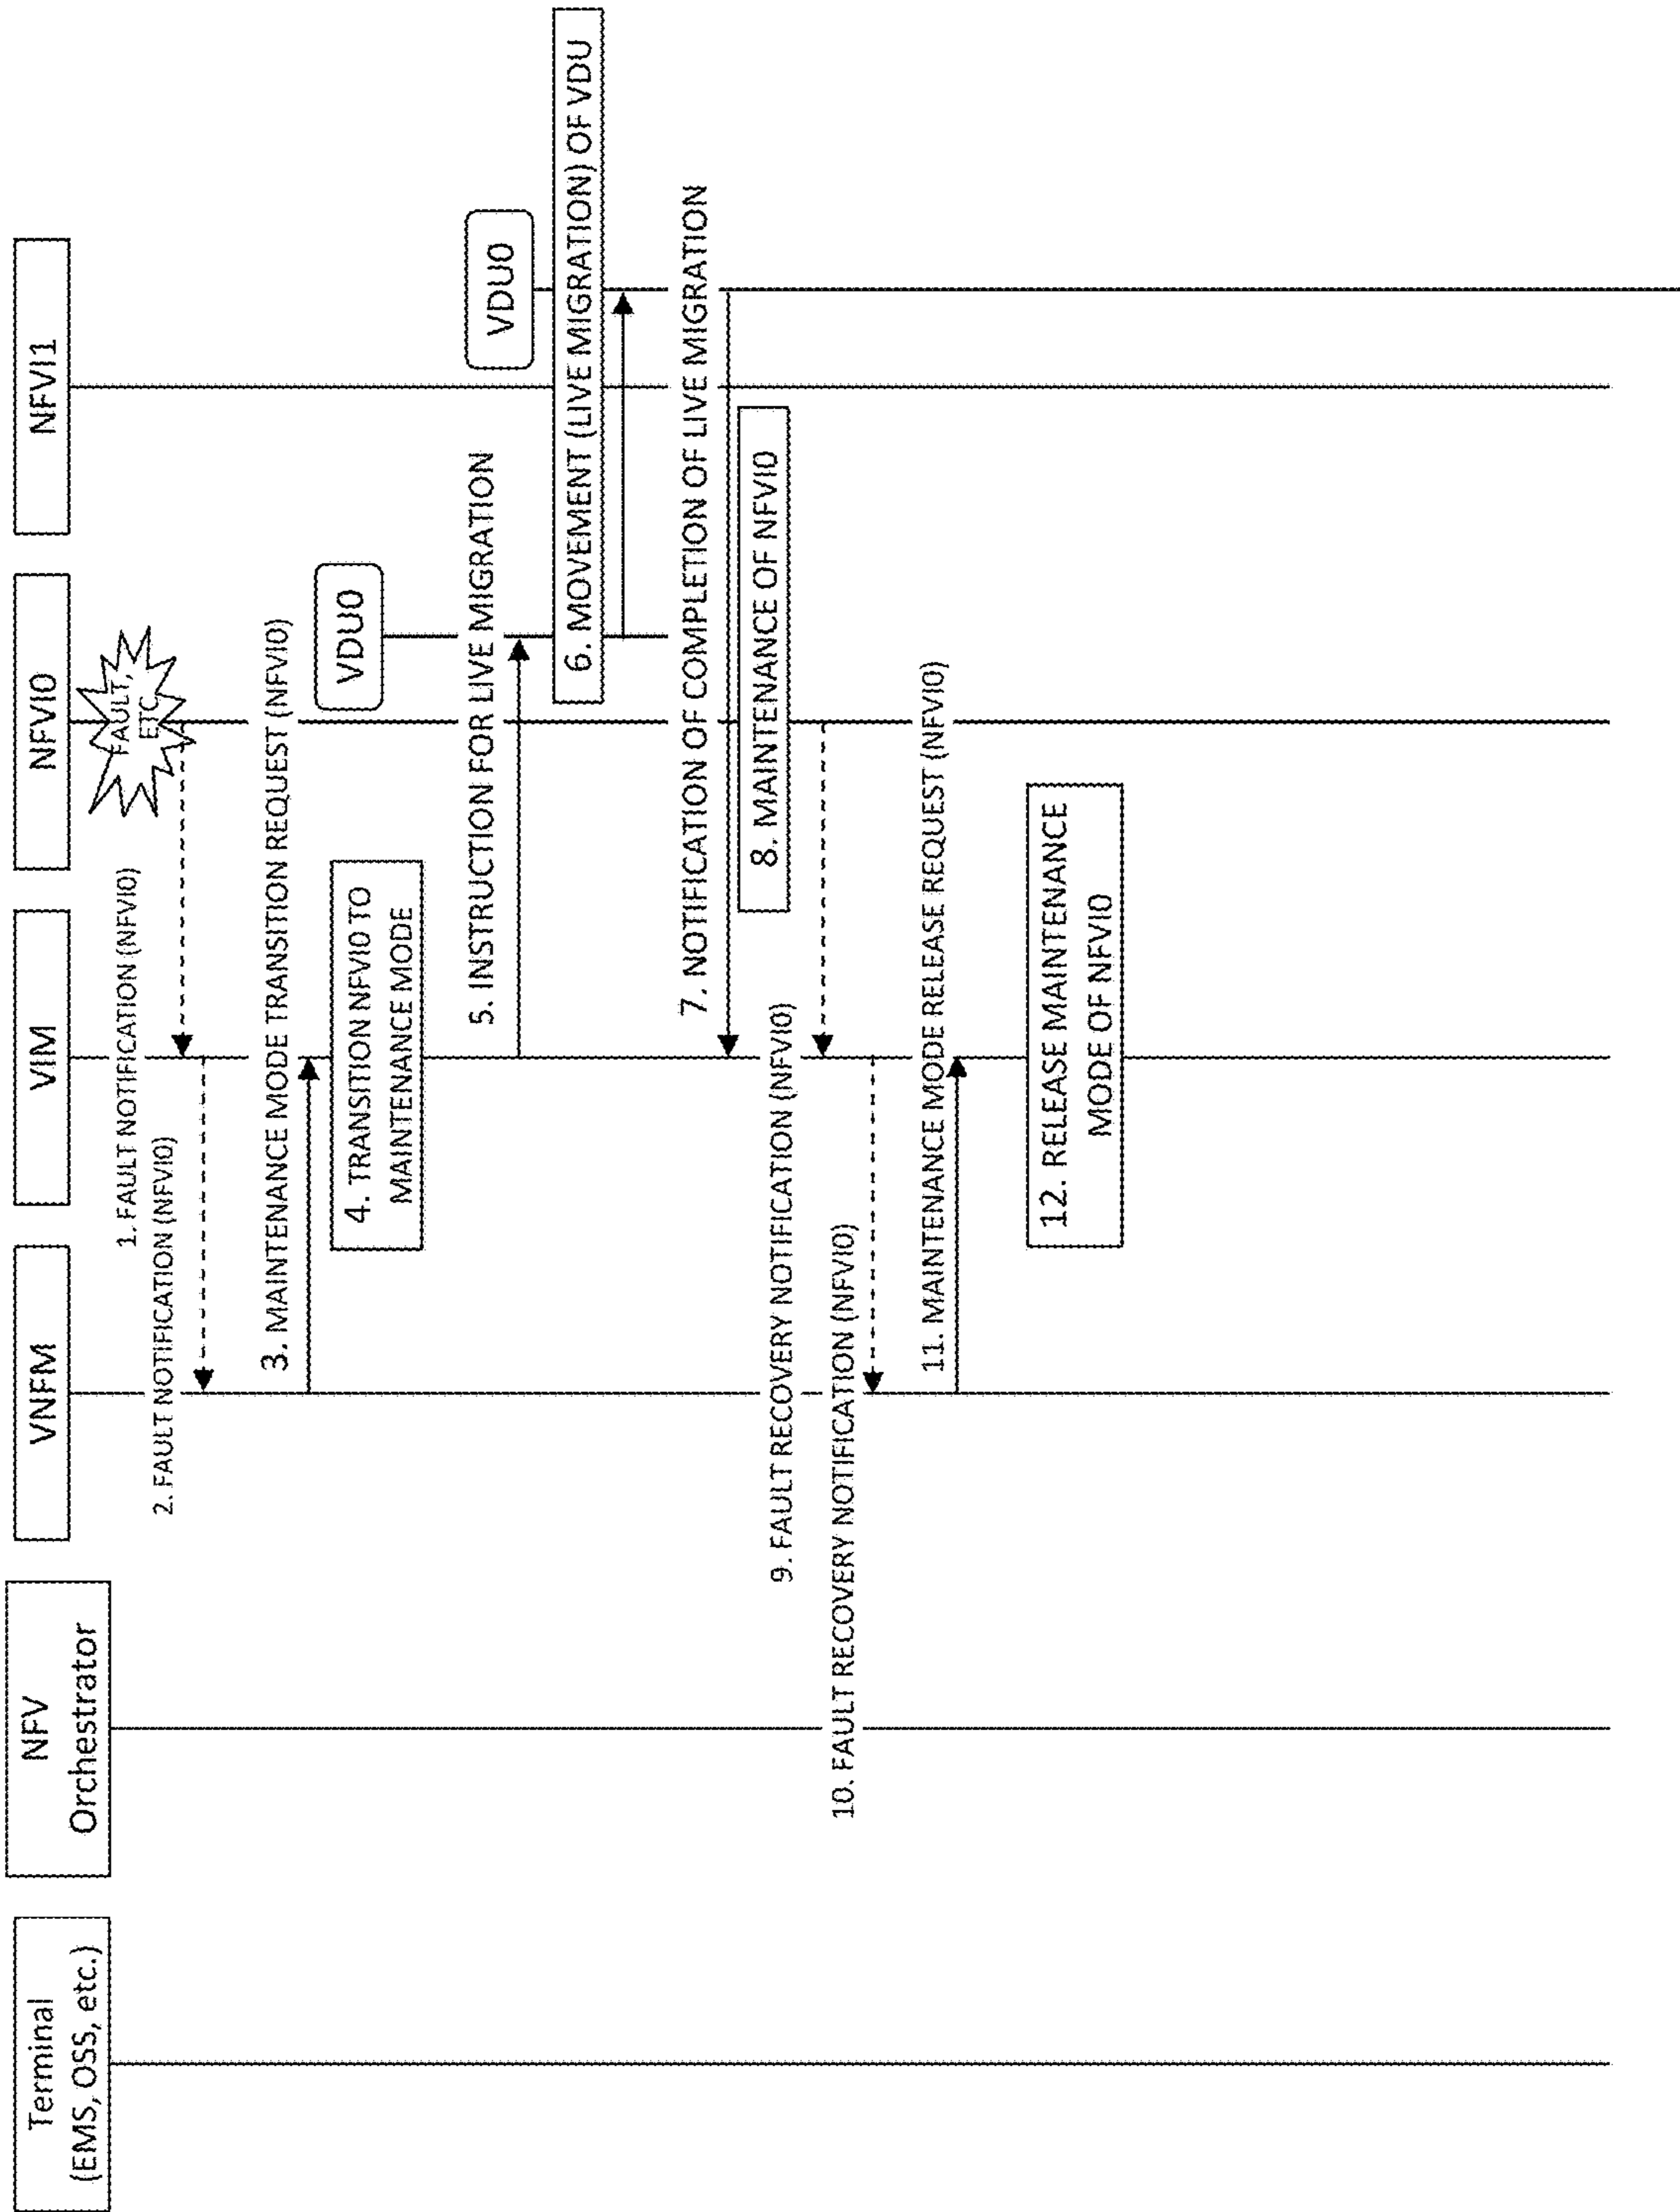 Terminal
(EMS, OSS, etc.)
NFV
Orchestrator
VNFM
VIM
NFVI0
NFVI1
FAULT,
ETC.
1. FAULT NOTIFICATION (NFVI0)
2. FAULT NOTIFICATION (NFVI0)
3. MAINTENANCE MODE TRANSITION REQUEST (NFVI0)
VDU0
4. TRANSITION NFVI0 TO
MAINTENANCE MODE
5. INSTRUCTION FOR LIVE MIGRATION
VDU0
6. MOVEMENT (LIVE MIGRATION) OF VDU
7. NOTIFICATION OF COMPLETION OF LIVE MIGRATION
8. MAINTENANCE OF NFVI0
9. FAULT RECOVERY NOTIFICATION (NFVI0)
10. FAULT RECOVERY NOTIFICATION (NFVI0)
11. MAINTENANCE MODE RELEASE REQUEST (NFVI0)
12. RELEASE MAINTENANCE
MODE OF NFVI0